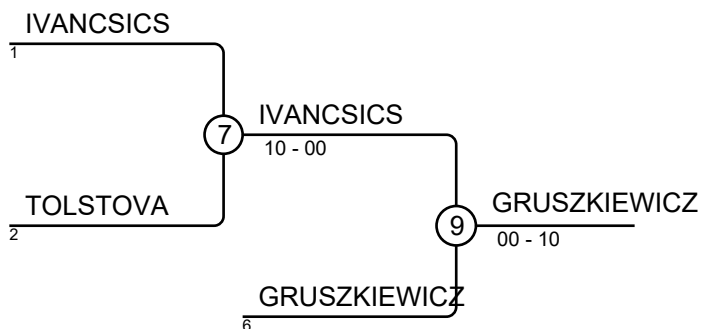 IVANCSICS
1
7
IVANCSICS
10 - 00
TOLSTOVA
2
9
GRUSZKIEWICZ
00 - 10
GRUSZKIEWICZ
6